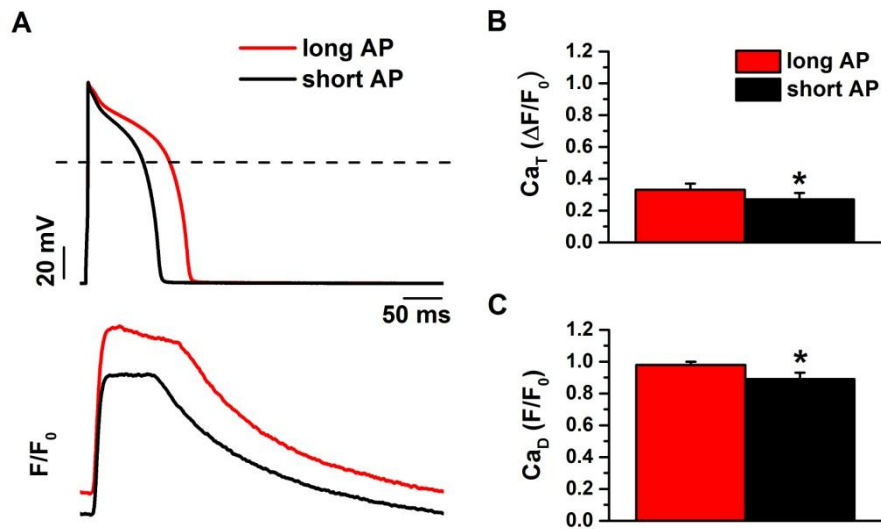 A
long AP
short AP
20 mV
50 ms
F/F₀
B
long AP
short AP
Ca_T (ΔF/F₀)
1.2
1.0
0.8
0.6
0.4
0.2
0.0
*
C
Ca_D (F/F₀)
1.2
1.0
0.8
0.6
0.4
0.2
0.0
*